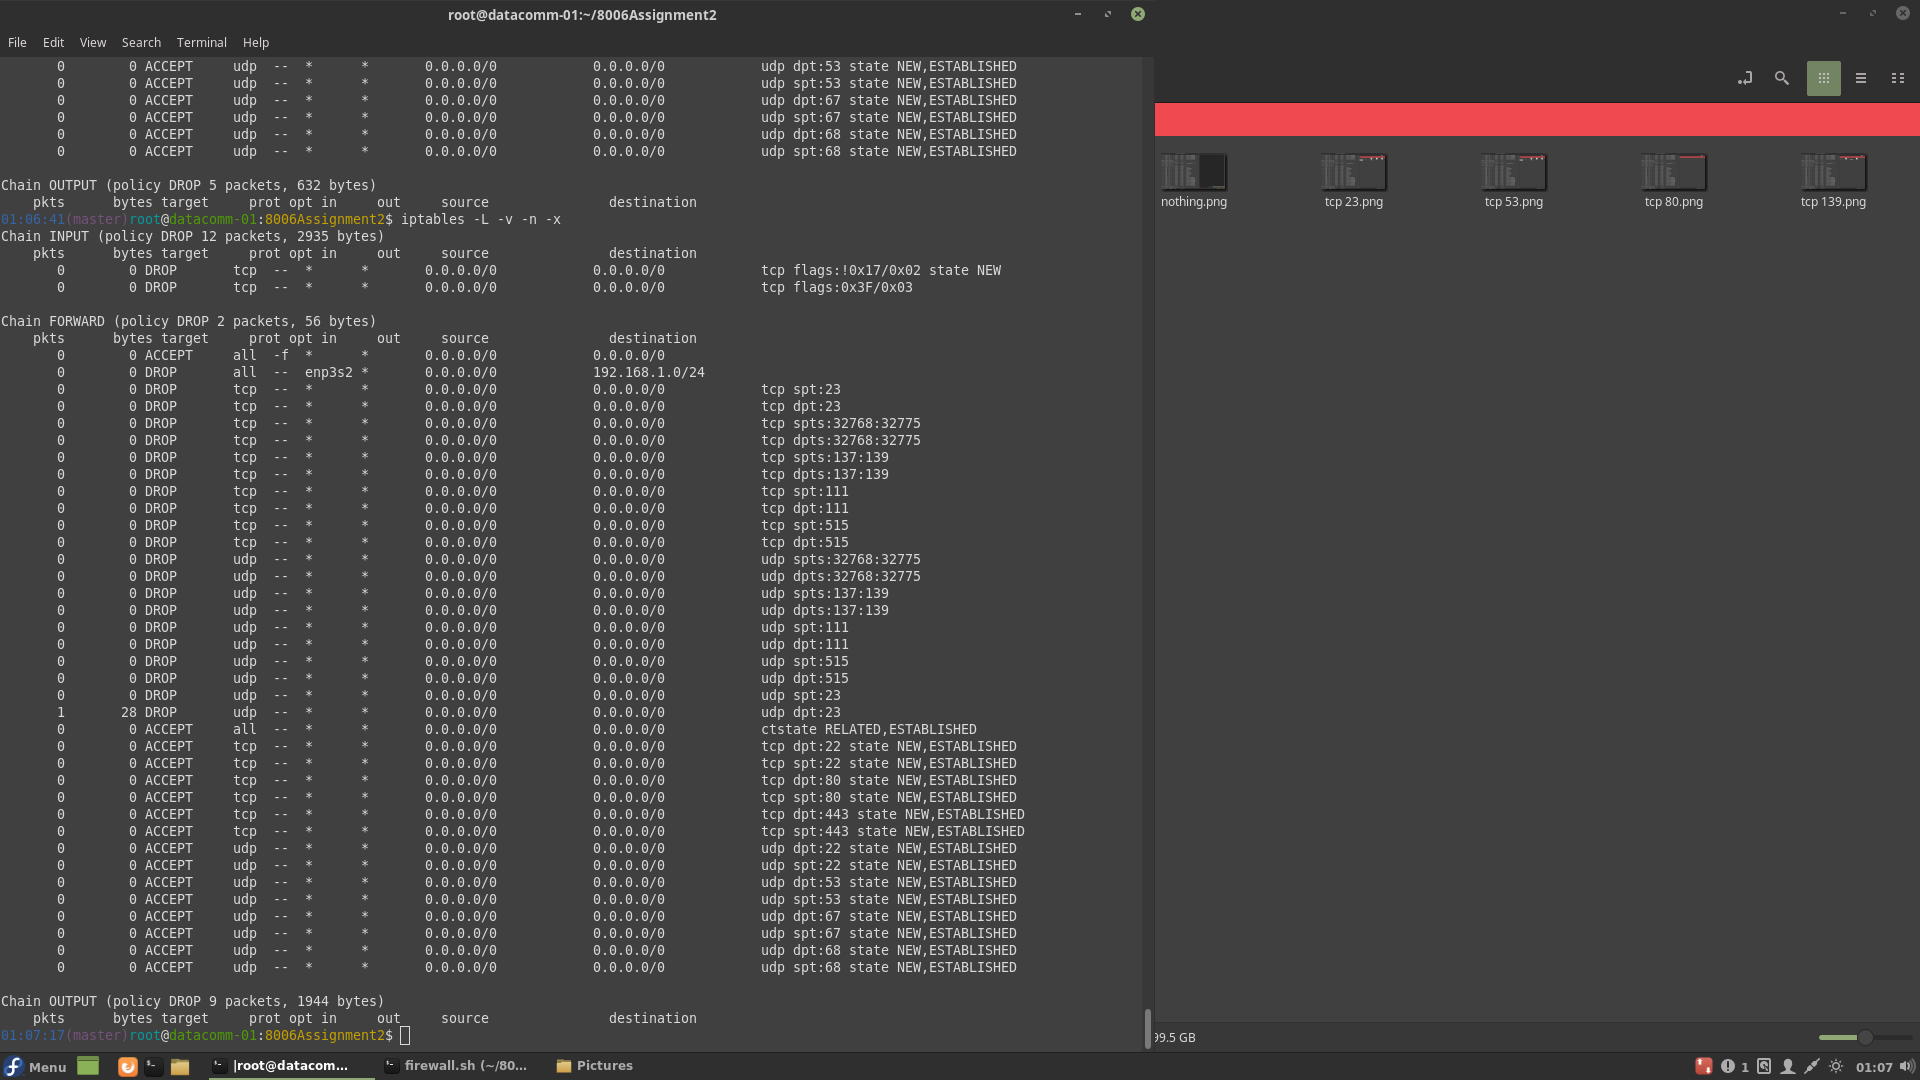 root@datacomm-01:~/8006Assignment2
File Edit View Search Terminal Help
0 0 ACCEPT udp -- * * 0.0.0.0/0 0.0.0.0/0 udp dpt:53 state NEW,ESTABLISHED
0 0 ACCEPT udp -- * * 0.0.0.0/0 0.0.0.0/0 udp spt:53 state NEW,ESTABLISHED
0 0 ACCEPT udp -- * * 0.0.0.0/0 0.0.0.0/0 udp dpt:67 state NEW,ESTABLISHED
0 0 ACCEPT udp -- * * 0.0.0.0/0 0.0.0.0/0 udp spt:67 state NEW,ESTABLISHED
0 0 ACCEPT udp -- * * 0.0.0.0/0 0.0.0.0/0 udp dpt:68 state NEW,ESTABLISHED
0 0 ACCEPT udp -- * * 0.0.0.0/0 0.0.0.0/0 udp spt:68 state NEW,ESTABLISHED
Chain OUTPUT (policy DROP 5 packets, 632 bytes)
pkts bytes target prot opt in out source destination
01:06:41(master)root@datacomm-01:8006Assignment2$ iptables -L -v -n -x
Chain INPUT (policy DROP 12 packets, 2935 bytes)
pkts bytes target prot opt in out source destination
0 0 DROP tcp -- * * 0.0.0.0/0 0.0.0.0/0 tcp flags:!0x17/0x02 state NEW
0 0 DROP tcp -- * * 0.0.0.0/0 0.0.0.0/0 tcp flags:0x3F/0x03
Chain FORWARD (policy DROP 2 packets, 56 bytes)
pkts bytes target prot opt in out source destination
0 0 ACCEPT all -f * * 0.0.0.0/0 0.0.0.0/0
0 0 DROP all -- enp3s2 * 0.0.0.0/0 192.168.1.0/24
0 0 DROP tcp -- * * 0.0.0.0/0 0.0.0.0/0 tcp spt:23
0 0 DROP tcp -- * * 0.0.0.0/0 0.0.0.0/0 tcp dpt:23
0 0 DROP tcp -- * * 0.0.0.0/0 0.0.0.0/0 tcp spts:32768:32775
0 0 DROP tcp -- * * 0.0.0.0/0 0.0.0.0/0 tcp dpts:32768:32775
0 0 DROP tcp -- * * 0.0.0.0/0 0.0.0.0/0 tcp spts:137:139
0 0 DROP tcp -- * * 0.0.0.0/0 0.0.0.0/0 tcp dpts:137:139
0 0 DROP tcp -- * * 0.0.0.0/0 0.0.0.0/0 tcp spt:111
0 0 DROP tcp -- * * 0.0.0.0/0 0.0.0.0/0 tcp dpt:111
0 0 DROP tcp -- * * 0.0.0.0/0 0.0.0.0/0 tcp spt:515
0 0 DROP tcp -- * * 0.0.0.0/0 0.0.0.0/0 tcp dpt:515
0 0 DROP udp -- * * 0.0.0.0/0 0.0.0.0/0 udp spts:32768:32775
0 0 DROP udp -- * * 0.0.0.0/0 0.0.0.0/0 udp dpts:32768:32775
0 0 DROP udp -- * * 0.0.0.0/0 0.0.0.0/0 udp spts:137:139
0 0 DROP udp -- * * 0.0.0.0/0 0.0.0.0/0 udp dpts:137:139
0 0 DROP udp -- * * 0.0.0.0/0 0.0.0.0/0 udp spt:111
0 0 DROP udp -- * * 0.0.0.0/0 0.0.0.0/0 udp dpt:111
0 0 DROP udp -- * * 0.0.0.0/0 0.0.0.0/0 udp spt:515
0 0 DROP udp -- * * 0.0.0.0/0 0.0.0.0/0 udp dpt:515
0 0 DROP udp -- * * 0.0.0.0/0 0.0.0.0/0 udp spt:23
1 28 DROP udp -- * * 0.0.0.0/0 0.0.0.0/0 udp dpt:23
0 0 ACCEPT all -- * * 0.0.0.0/0 0.0.0.0/0 ctstate RELATED,ESTABLISHED
0 0 ACCEPT tcp -- * * 0.0.0.0/0 0.0.0.0/0 tcp dpt:22 state NEW,ESTABLISHED
0 0 ACCEPT tcp -- * * 0.0.0.0/0 0.0.0.0/0 tcp spt:22 state NEW,ESTABLISHED
0 0 ACCEPT tcp -- * * 0.0.0.0/0 0.0.0.0/0 tcp dpt:80 state NEW,ESTABLISHED
0 0 ACCEPT tcp -- * * 0.0.0.0/0 0.0.0.0/0 tcp spt:80 state NEW,ESTABLISHED
0 0 ACCEPT tcp -- * * 0.0.0.0/0 0.0.0.0/0 tcp dpt:443 state NEW,ESTABLISHED
0 0 ACCEPT tcp -- * * 0.0.0.0/0 0.0.0.0/0 tcp spt:443 state NEW,ESTABLISHED
0 0 ACCEPT udp -- * * 0.0.0.0/0 0.0.0.0/0 udp dpt:22 state NEW,ESTABLISHED
0 0 ACCEPT udp -- * * 0.0.0.0/0 0.0.0.0/0 udp spt:22 state NEW,ESTABLISHED
0 0 ACCEPT udp -- * * 0.0.0.0/0 0.0.0.0/0 udp dpt:53 state NEW,ESTABLISHED
0 0 ACCEPT udp -- * * 0.0.0.0/0 0.0.0.0/0 udp spt:53 state NEW,ESTABLISHED
0 0 ACCEPT udp -- * * 0.0.0.0/0 0.0.0.0/0 udp dpt:67 state NEW,ESTABLISHED
0 0 ACCEPT udp -- * * 0.0.0.0/0 0.0.0.0/0 udp spt:67 state NEW,ESTABLISHED
0 0 ACCEPT udp -- * * 0.0.0.0/0 0.0.0.0/0 udp dpt:68 state NEW,ESTABLISHED
0 0 ACCEPT udp -- * * 0.0.0.0/0 0.0.0.0/0 udp spt:68 state NEW,ESTABLISHED
Chain OUTPUT (policy DROP 9 packets, 1944 bytes)
pkts bytes target prot opt in out source destination
01:07:17(master)root@datacomm-01:8006Assignment2$
nothing.png tcp 23.png tcp 53.png tcp 80.png tcp 139.png
99.5 GB
Menu |root@datacom... firewall.sh (~/80... Pictures 1 01:07